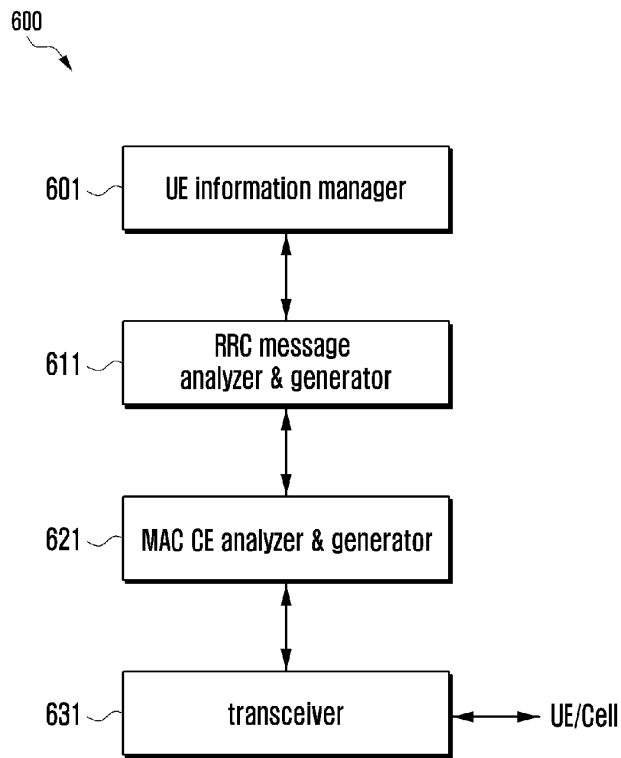 600
601
UE information manager
611
RRC message
analyzer & generator
621
MAC CE analyzer & generator
631
transceiver
UE/Cell